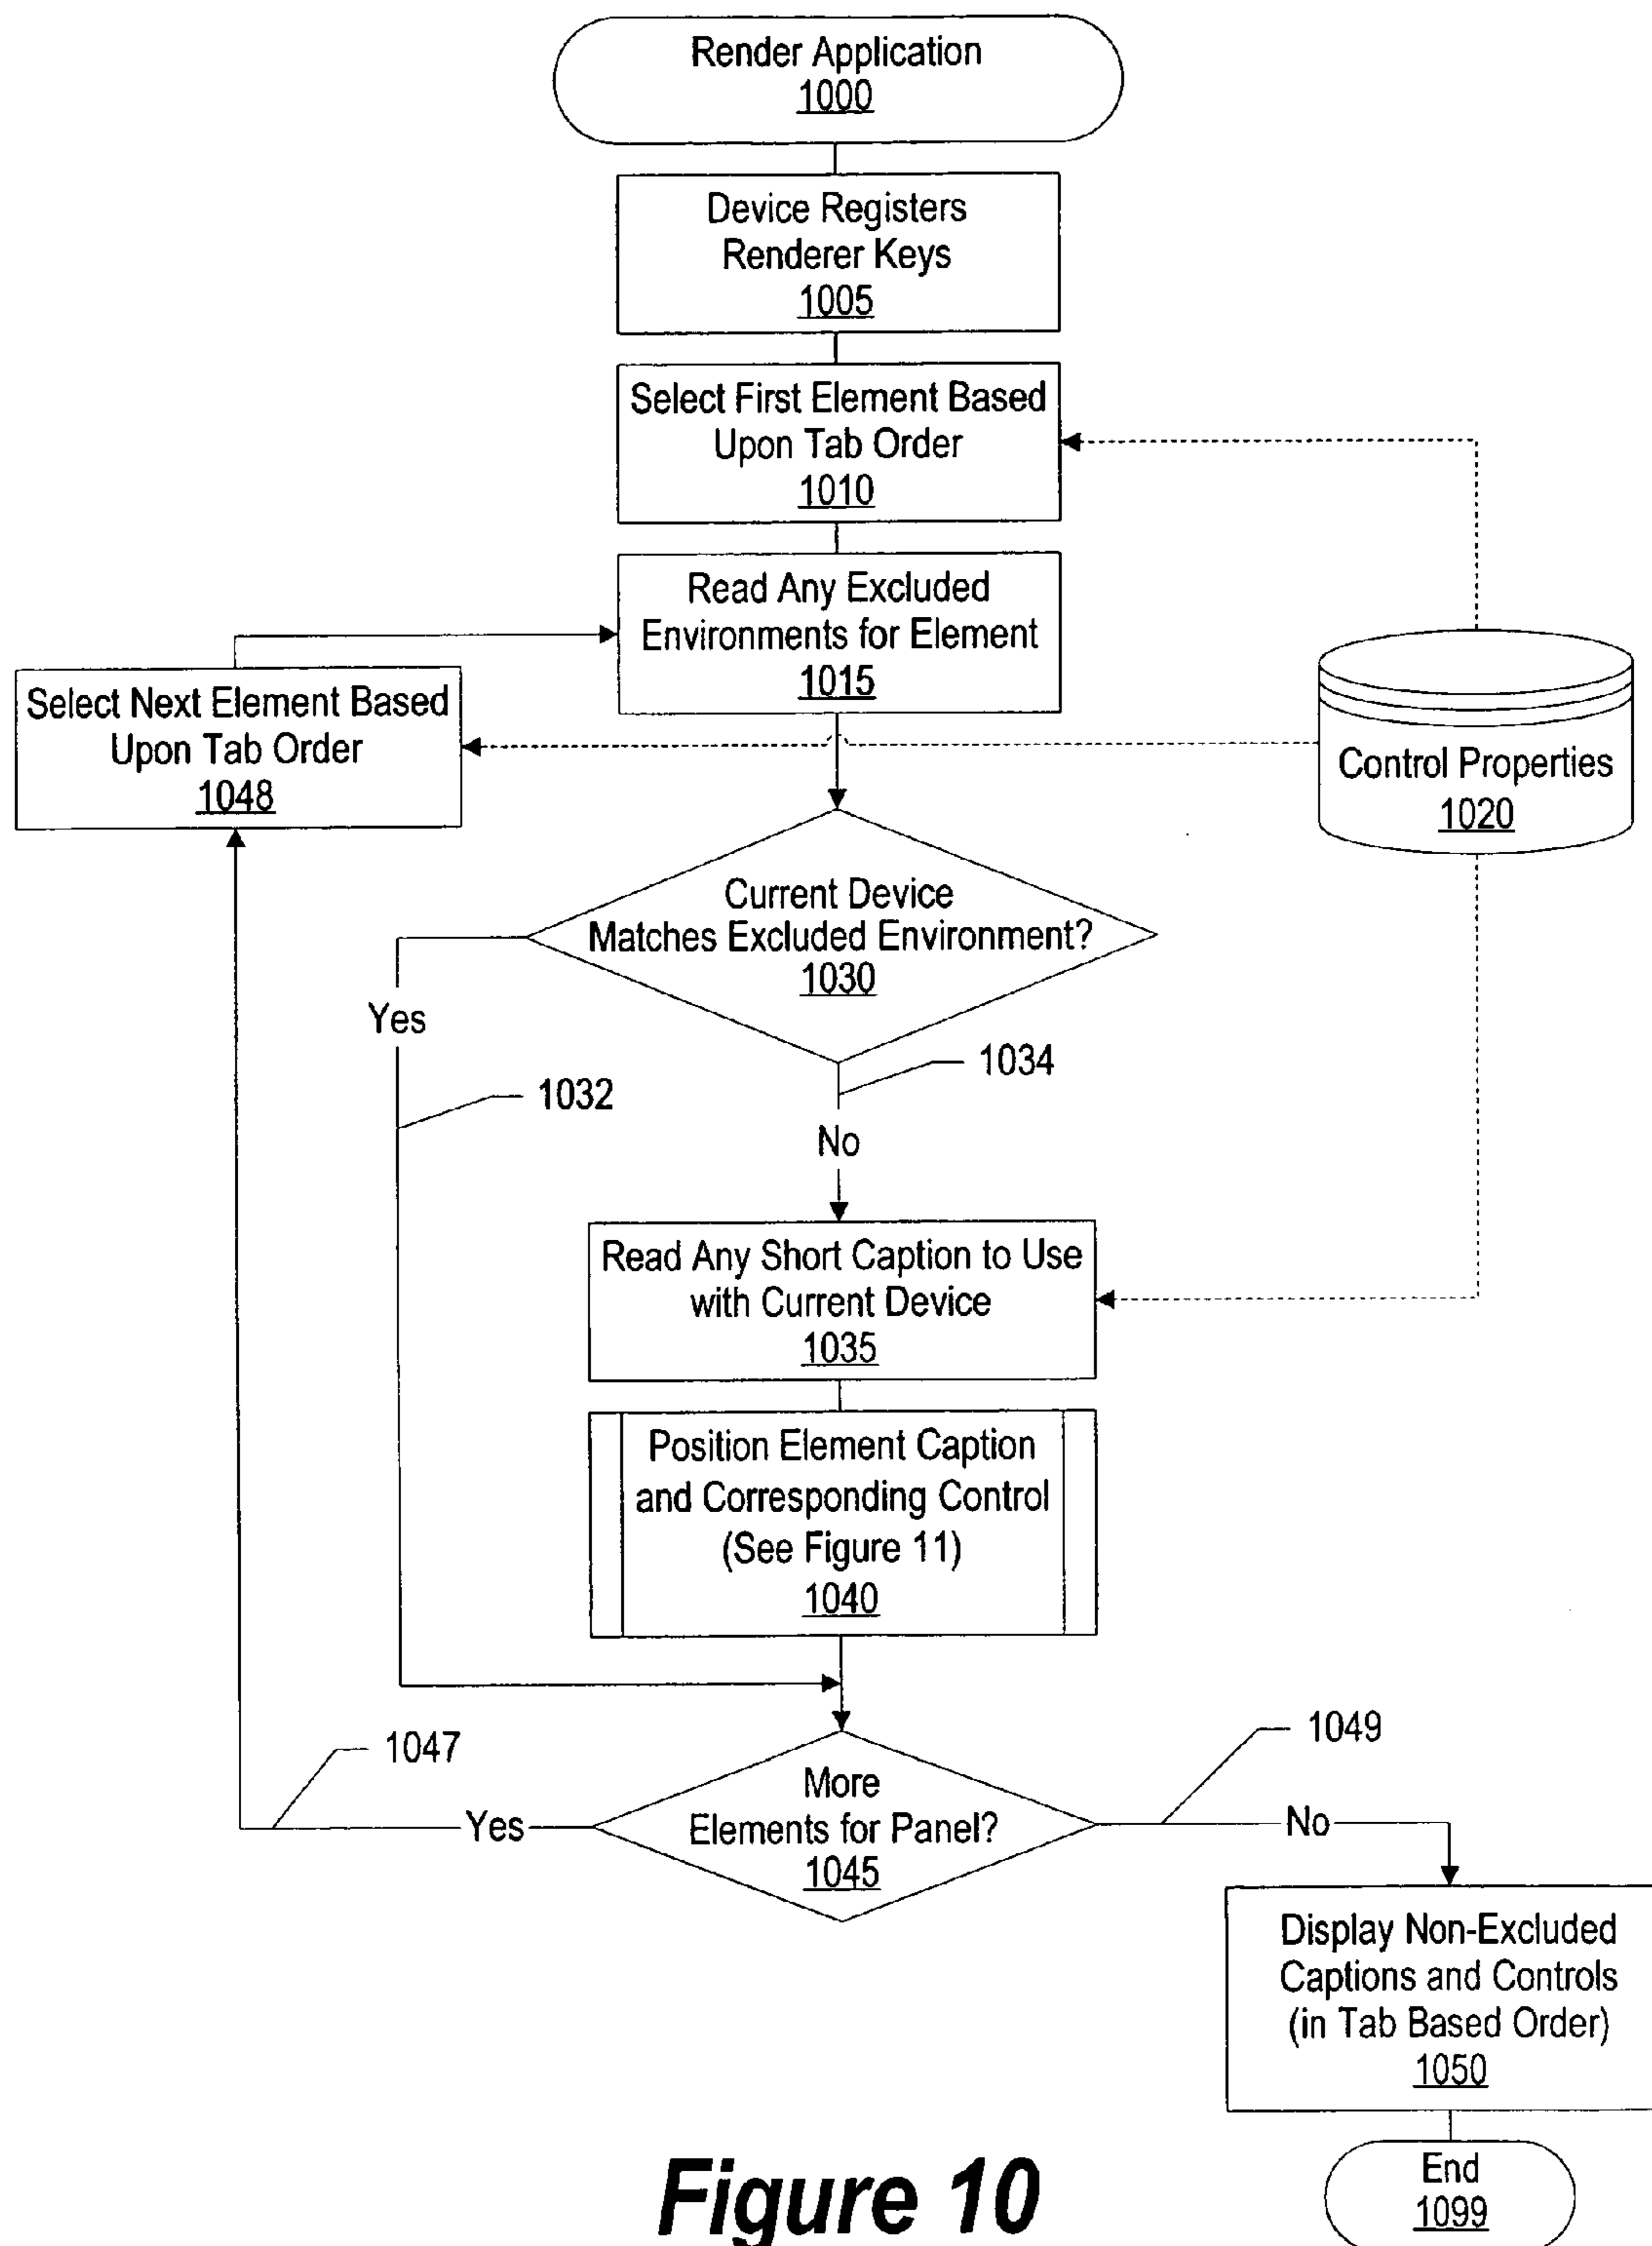 Render Application
1000
Device Registers
Renderer Keys
1005
Select First Element Based
Upon Tab Order
1010
Read Any Excluded
Environments for Element
1015
Select Next Element Based
Upon Tab Order
1048
Control Properties
1020
Current Device
Matches Excluded Environment?
1030
Yes
1032
1034
No
Read Any Short Caption to Use
with Current Device
1035
Position Element Caption
and Corresponding Control
(See Figure 11)
1040
More
Elements for Panel?
1045
1047
Yes
1049
No
Display Non-Excluded
Captions and Controls
(in Tab Based Order)
1050
End
1099
Figure 10